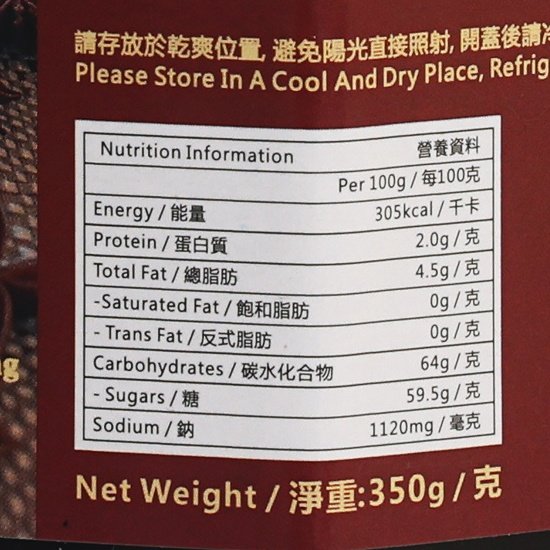 請存放於乾爽位置, 避免陽光直接照射, 開蓋後請冷
Please Store In A Cool And Dry Place, Refrig
Nutrition Information 營養資料
Per 100g / 每100克
Energy / 能量 305kcal / 千卡
Protein / 蛋白質 2.0g / 克
Total Fat / 總脂肪 4.5g / 克
-Saturated Fat / 飽和脂肪 0g / 克
- Trans Fat / 反式脂肪 0g / 克
Carbohydrates / 碳水化合物 64g / 克
- Sugars / 糖 59.5g / 克
Sodium / 鈉 1120mg / 毫克
Net Weight / 淨重:350g / 克